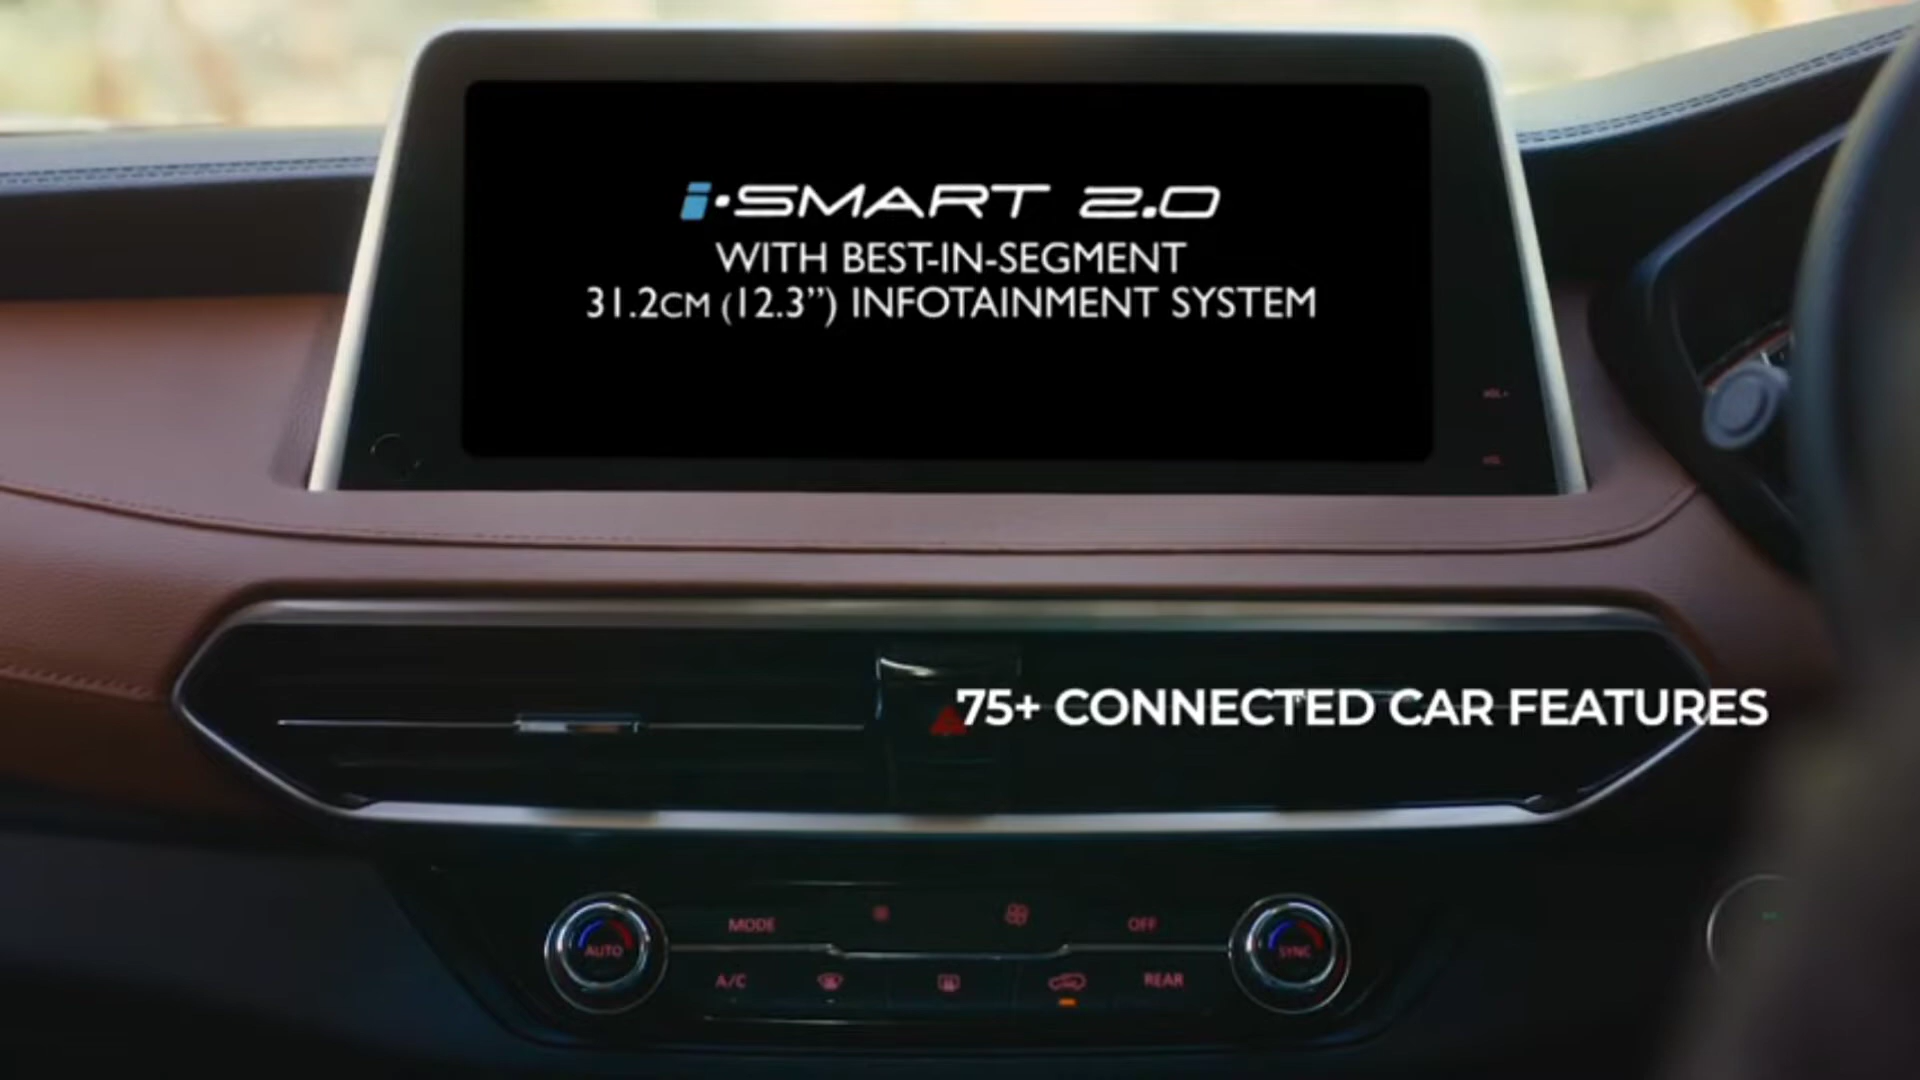 i•SMART 2.0
WITH BEST-IN-SEGMENT
31.2CM (12.3”) INFOTAINMENT SYSTEM
75+ CONNECTED CAR FEATURES
MODE
OFF
AUTO
SYNC
A/C
REAR